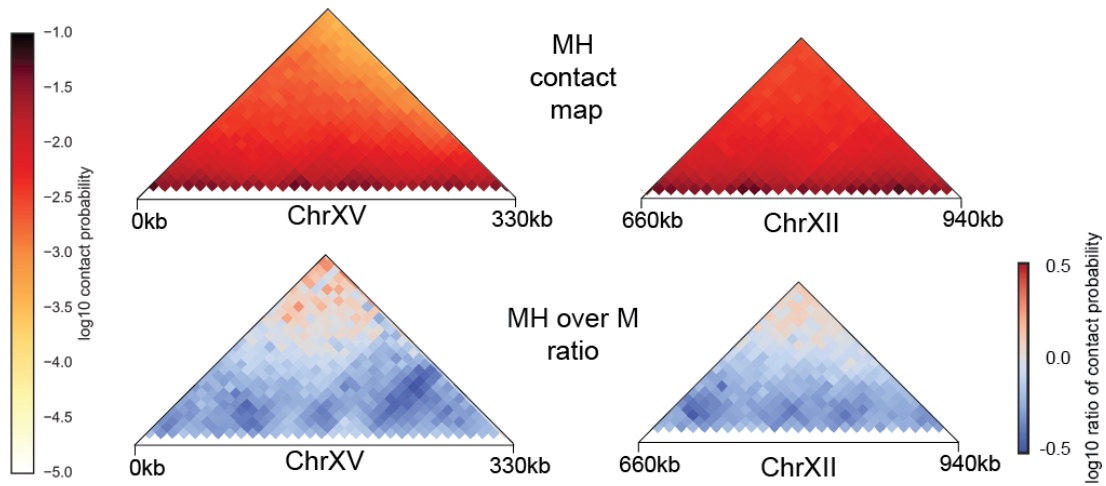 −1.0
−1.5
−2.0
−2.5
−3.0
−3.5
−4.0
−4.5
−5.0
log10 contact probability
MH
contact
map
0kb
ChrXV
330kb
660kb
ChrXII
940kb
MH over M
ratio
0kb
ChrXV
330kb
660kb
ChrXII
940kb
0.5
0.0
-0.5
log10 ratio of contact probability